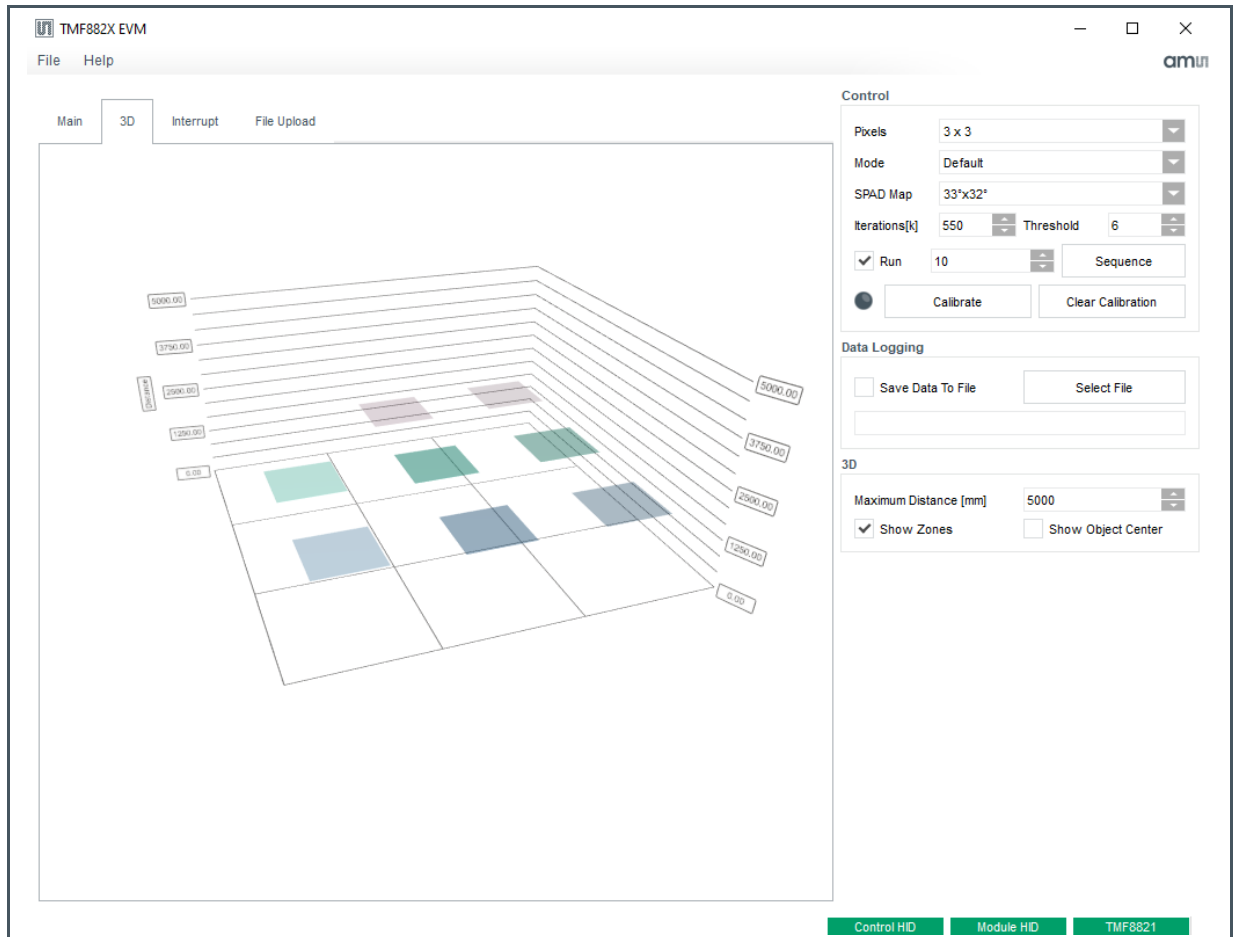 TMF882X EVM
File Help
amu
Main 3D Interrupt File Upload
5000.00
3750.00
2500.00
1250.00
0.00
Distance
5000.00
3750.00
2500.00
1250.00
0.00
Control
Pixels 3 x 3
Mode Default
SPAD Map 33°x32°
Iterations[k] 550 Threshold 6
Run 10 Sequence
Calibrate Clear Calibration
Data Logging
Save Data To File Select File
3D
Maximum Distance [mm] 5000
Show Zones Show Object Center
Control HID Module HID TMF8821